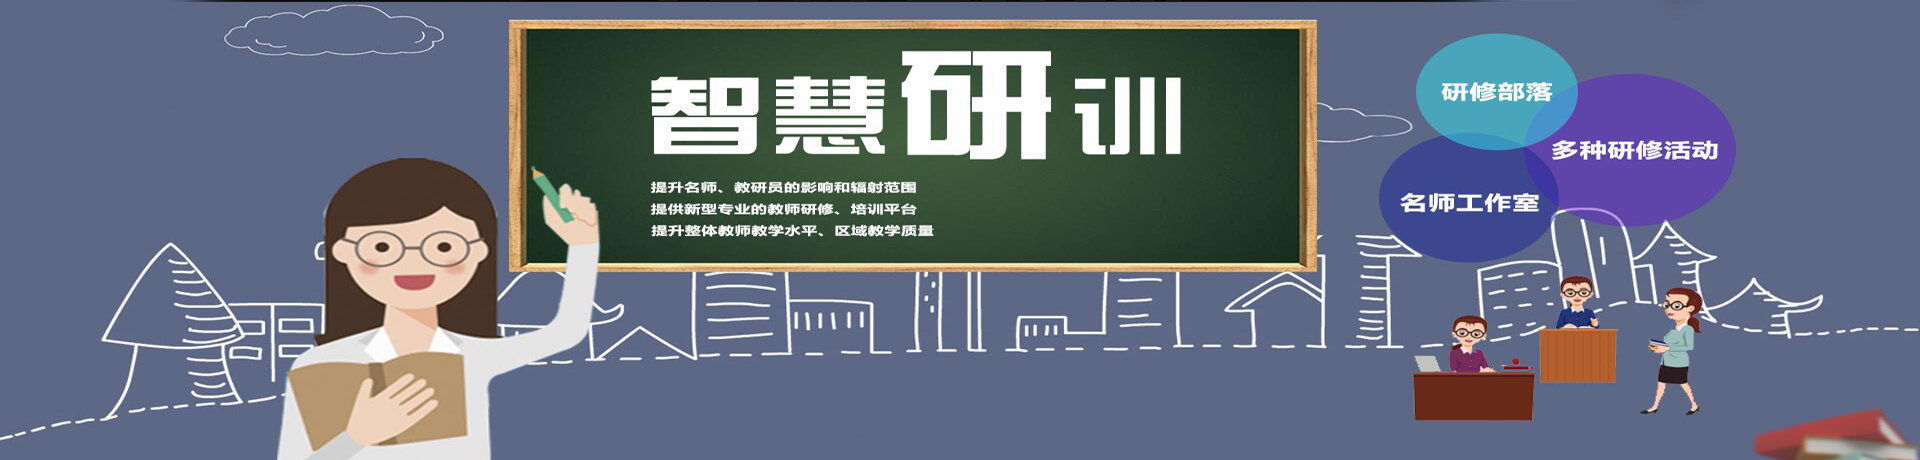 智慧研训
提升名师、教研员的影响和辐射范围
提供新型专业的教师研修、培训平台
提升整体教师教学水平、区域教学质量
研修部落
多种研修活动
名师工作室